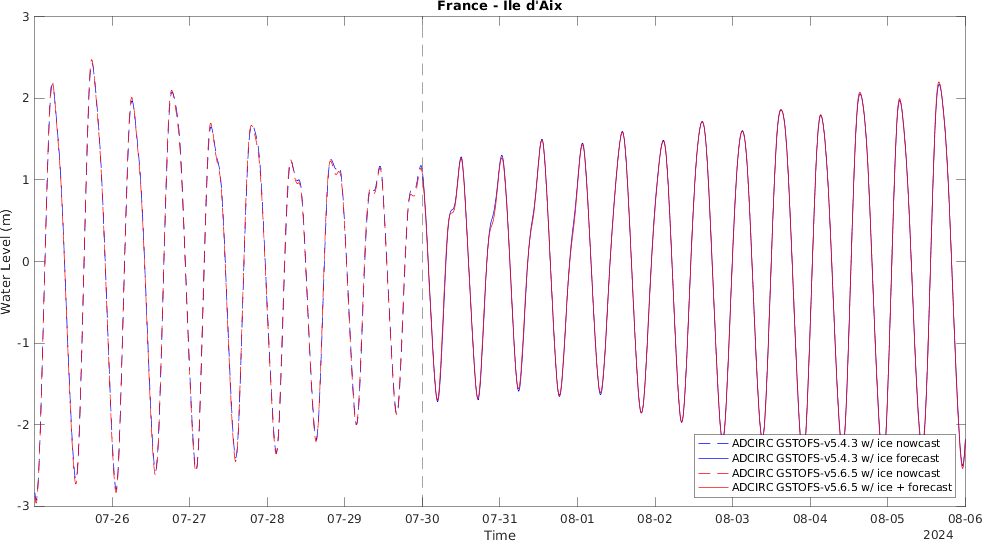 France - Ile d'Aix
3
2
1
0
-1
-2
-3
Water Level (m)
ADCIRC GSTOFS-v5.4.3 w/ ice nowcast
ADCIRC GSTOFS-v5.4.3 w/ ice forecast
ADCIRC GSTOFS-v5.6.5 w/ ice nowcast
ADCIRC GSTOFS-v5.6.5 w/ ice + forecast
07-26 07-27 07-28 07-29 07-30 07-31 08-01 08-02 08-03 08-04 08-05 08-06
Time
2024